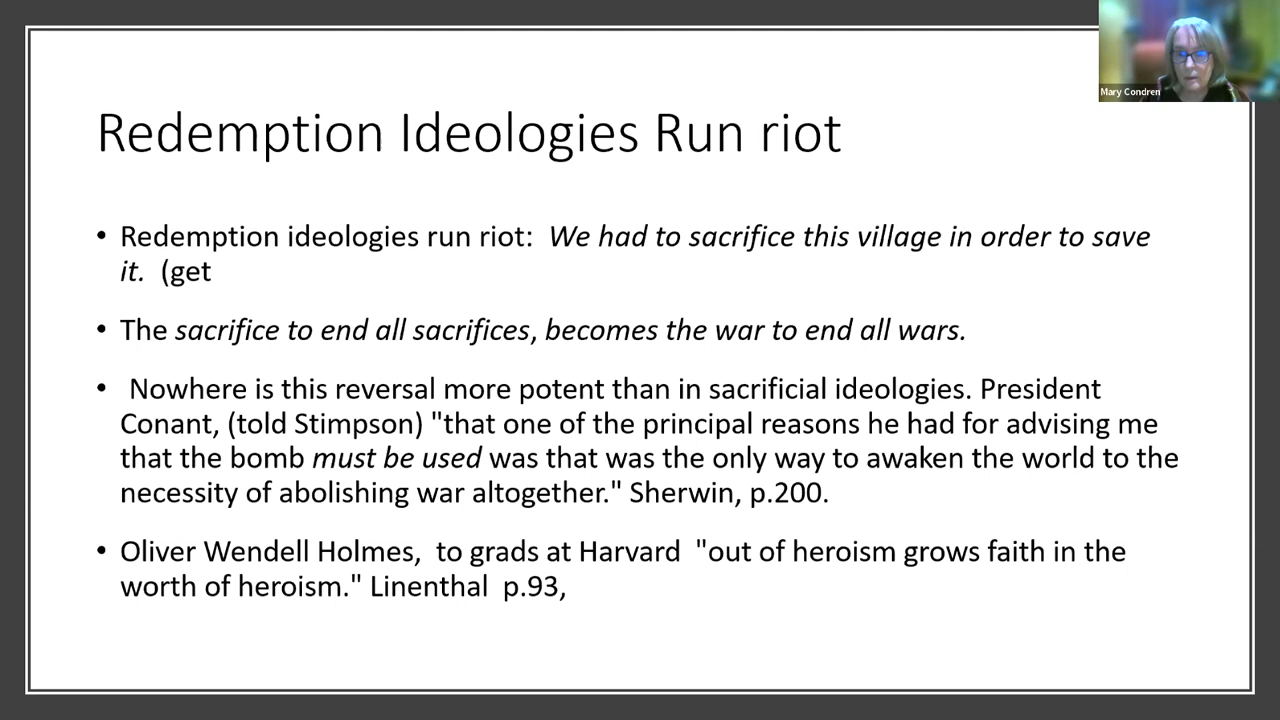 Mary Condren
Redemption Ideologies Run riot
• Redemption ideologies run riot:  We had to sacrifice this village in order to save
it.  (get
• The sacrifice to end all sacrifices, becomes the war to end all wars.
•  Nowhere is this reversal more potent than in sacrificial ideologies. President
Conant, (told Stimpson) "that one of the principal reasons he had for advising me
that the bomb must be used was that was the only way to awaken the world to the
necessity of abolishing war altogether." Sherwin, p.200.
• Oliver Wendell Holmes,  to grads at Harvard  "out of heroism grows faith in the
worth of heroism." Linenthal  p.93,